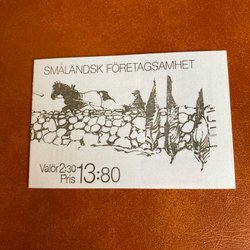 SMÅLÄNDSK FÖRETAGSAMHET
Valör 2:30
Pris 13:80